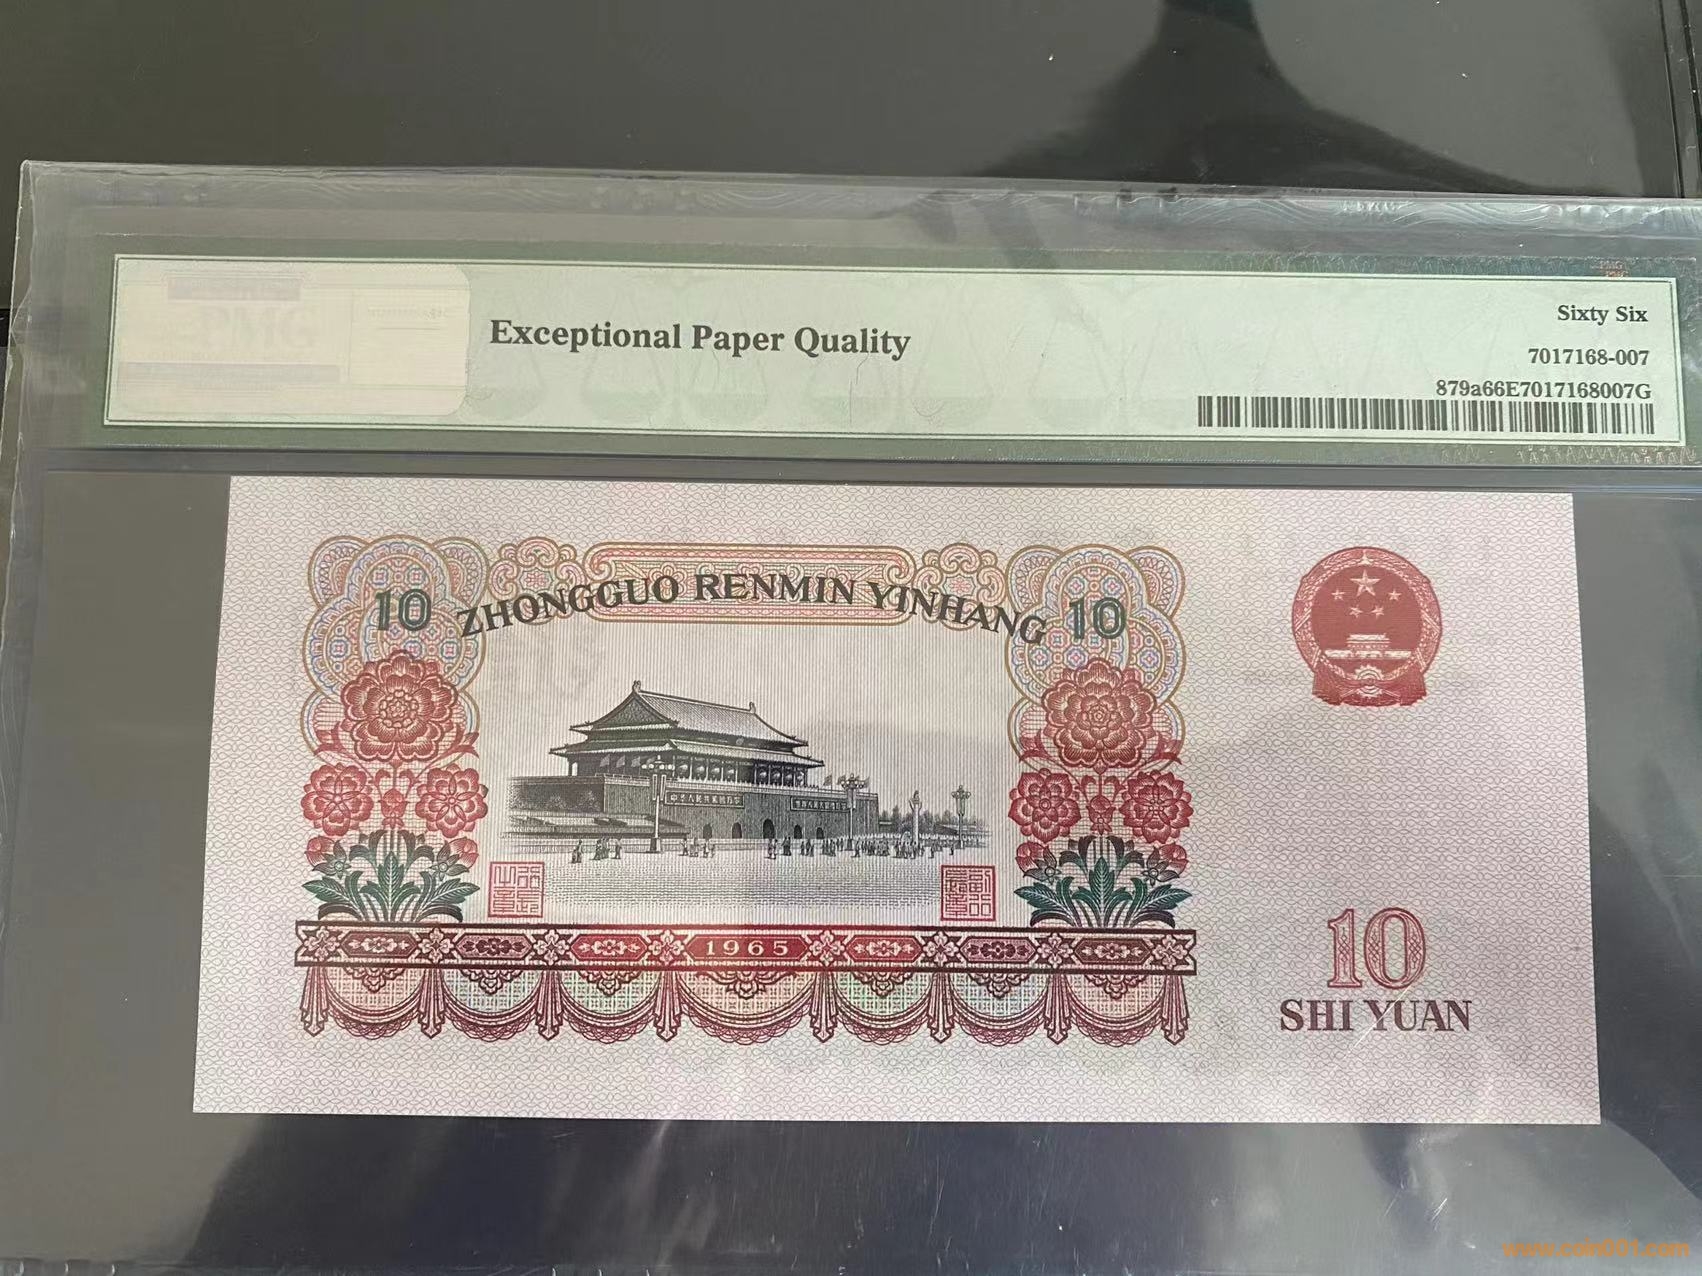 PMG
Exceptional Paper Quality
Sixty Six
7017168-007
879a66E7017168007G
10 ZHONGGUO RENMIN YINHANG 10
1965
10
SHI YUAN
www.coin001.com